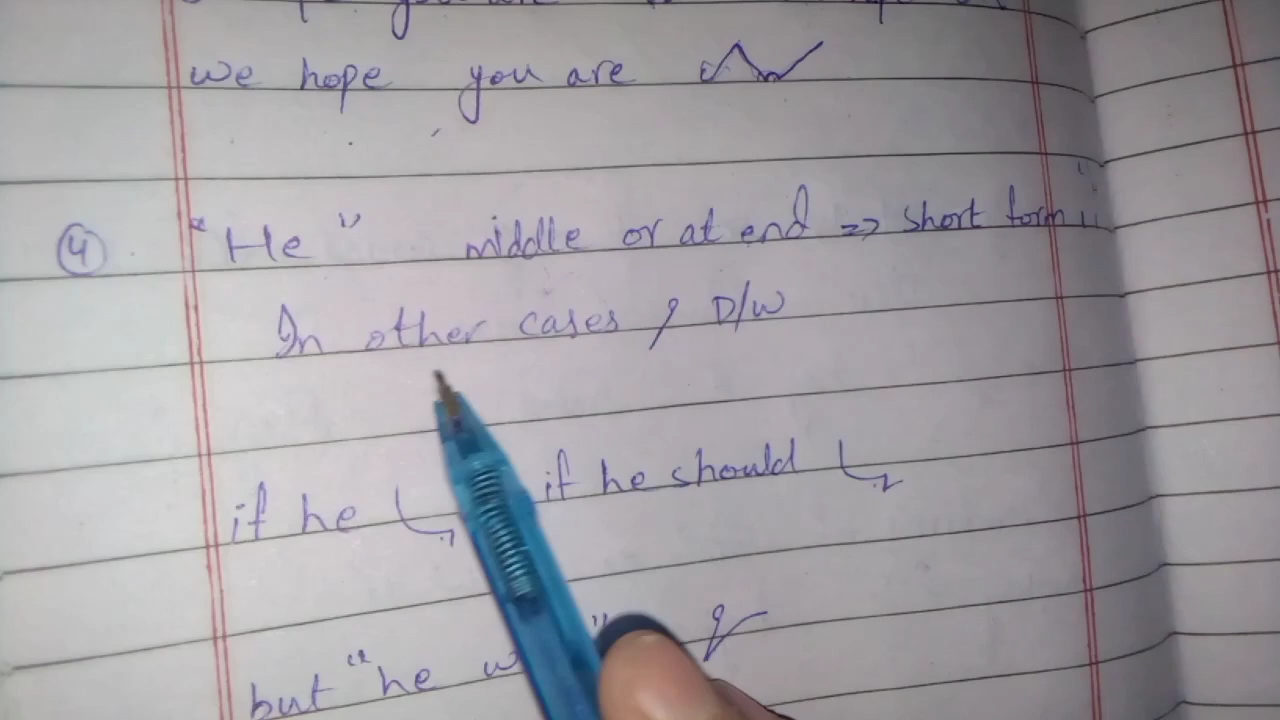 we hope you are
④ "He" middle or at end => short form "
In other cases, D/W
if he if he should
but "he w "